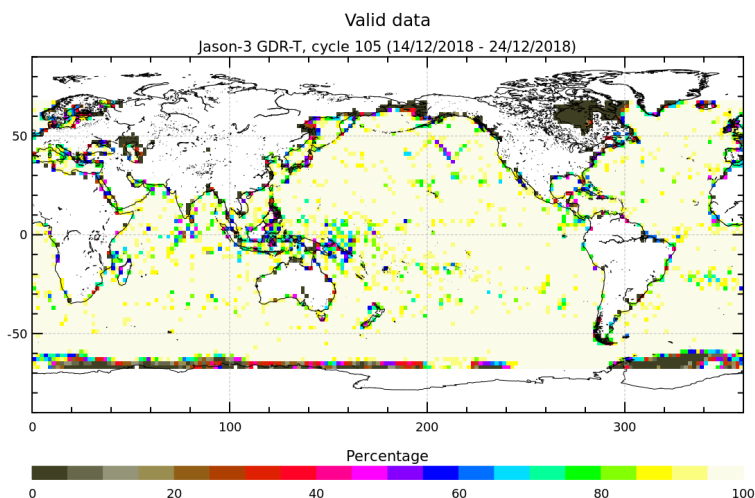 Valid data
Jason-3 GDR-T, cycle 105 (14/12/2018 - 24/12/2018)
50
0
-50
0 100 200 300
Percentage
0 20 40 60 80 100